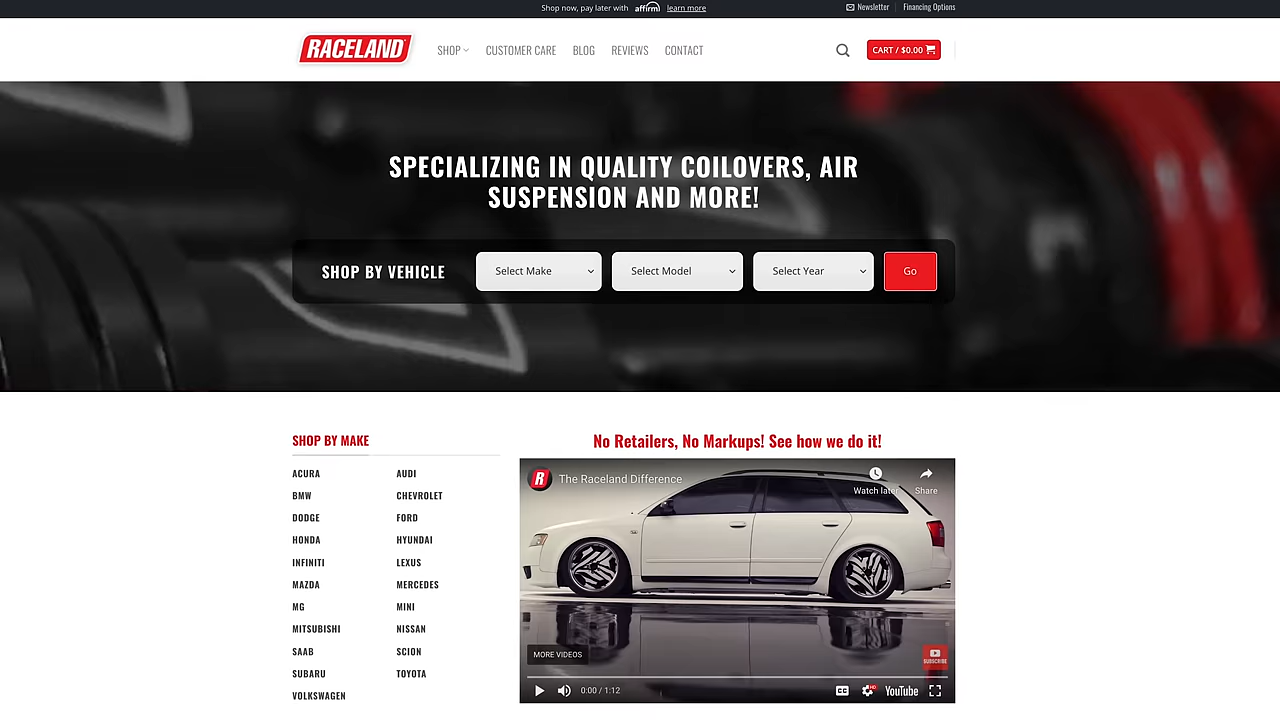 Shop now, pay later with affirm learn more
Newsletter
Financing Options
RACELAND
SHOP
CUSTOMER CARE
BLOG
REVIEWS
CONTACT
CART / $0.00
SPECIALIZING IN QUALITY COILOVERS, AIR
SUSPENSION AND MORE!
SHOP BY VEHICLE
Select Make
Select Model
Select Year
Go
SHOP BY MAKE
ACURA
AUDI
BMW
CHEVROLET
DODGE
FORD
HONDA
HYUNDAI
INFINITI
LEXUS
MAZDA
MERCEDES
MG
MINI
MITSUBISHI
NISSAN
SAAB
SCION
SUBARU
TOYOTA
VOLKSWAGEN
No Retailers, No Markups! See how we do it!
R
The Raceland Difference
Watch later
Share
MORE VIDEOS
SUBSCRIBE
0:00 / 1:12
CC
HD
YouTube